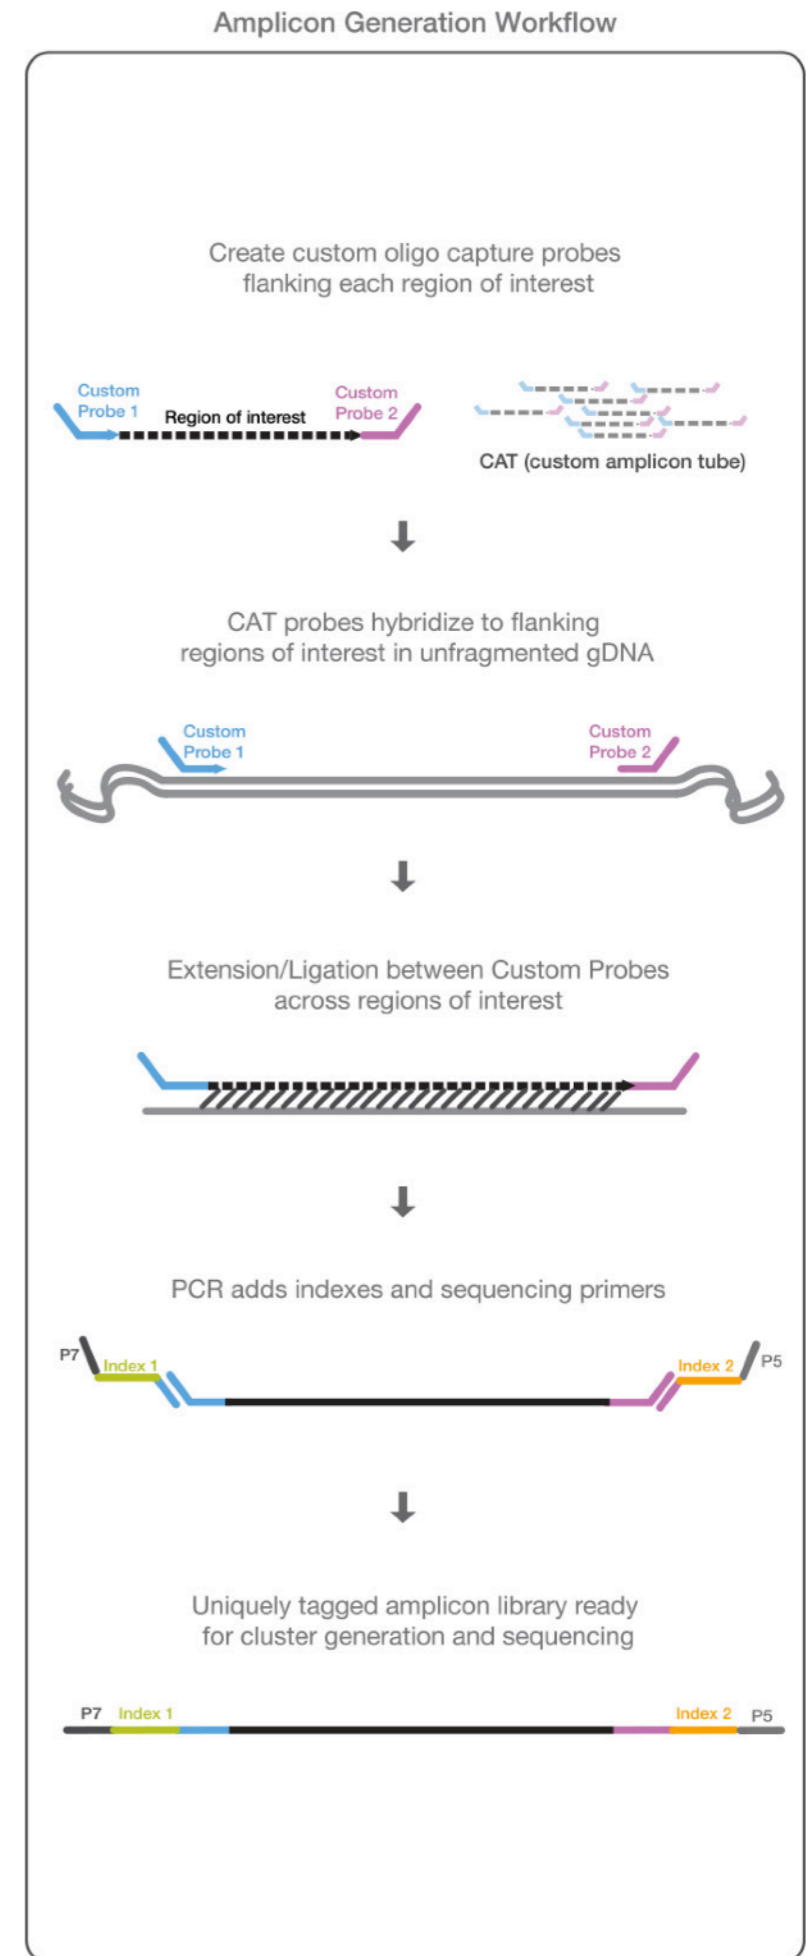 Amplicon Generation Workflow
Create custom oligo capture probes
flanking each region of interest
Custom
Probe 1
Region of interest
Custom
Probe 2
CAT (custom amplicon tube)
CAT probes hybridize to flanking
regions of interest in unfragmented gDNA
Custom
Probe 1
Custom
Probe 2
Extension/Ligation between Custom Probes
across regions of interest
PCR adds indexes and sequencing primers
P7
Index 1
Index 2
P5
Uniquely tagged amplicon library ready
for cluster generation and sequencing
P7
Index 1
Index 2
P5